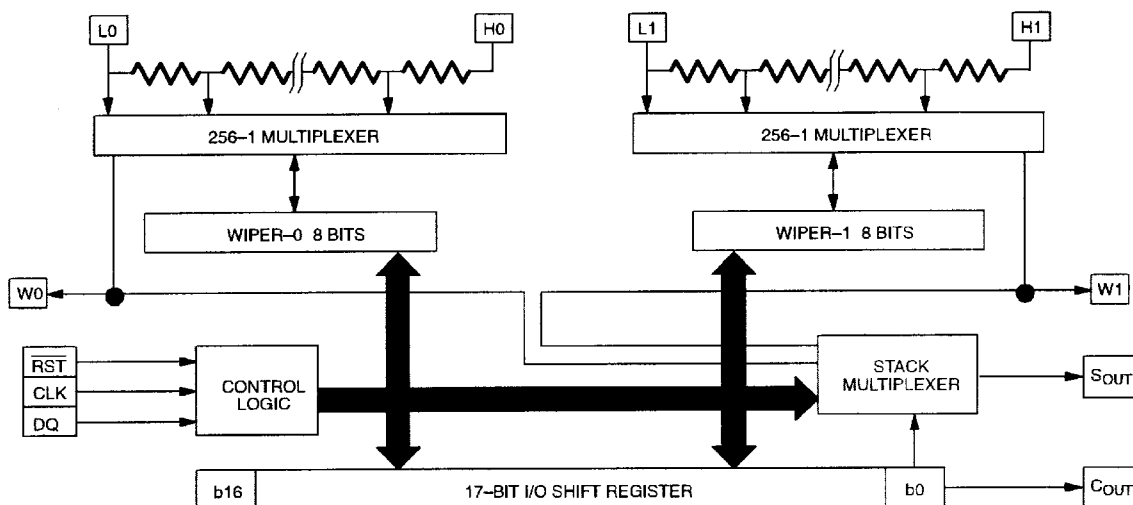 L0
H0
L1
H1
256–1 MULTIPLEXER
256–1 MULTIPLEXER
WIPER–0 8 BITS
WIPER–1 8 BITS
W0
W1
RST
CLK
DQ
CONTROL
LOGIC
STACK
MULTIPLEXER
SOUT
b16
17–BIT I/O SHIFT REGISTER
b0
COUT